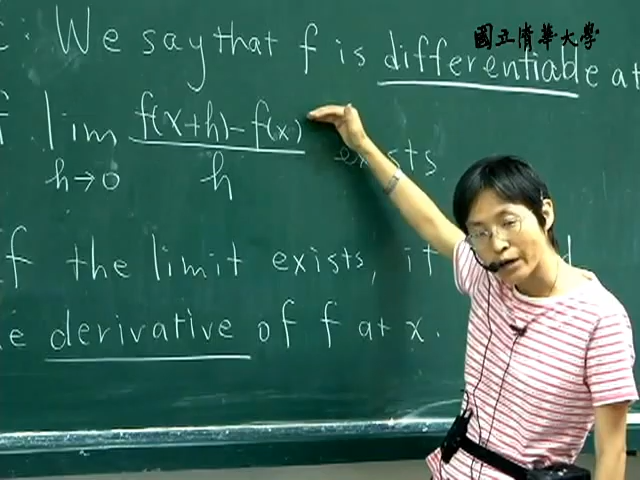 國立清華大學
: We say that f is differentiable at
f lim f(x+h)-f(x) exists.
h→0 h
if the limit exists, it
e derivative of f at x.